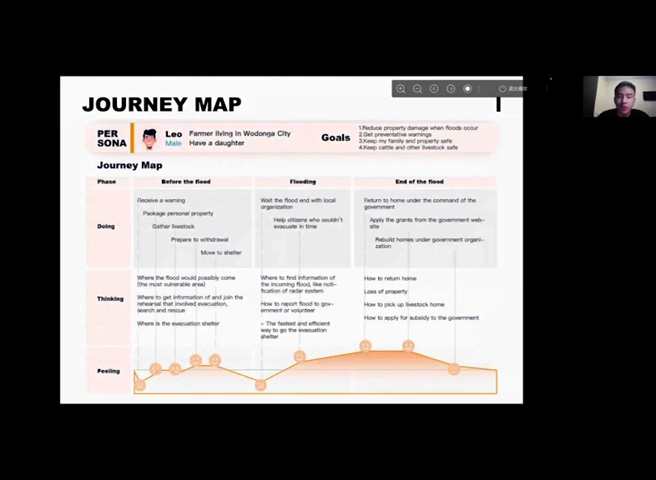 JOURNEY MAP
PER
SONA
Leo
Male
Farmer living in Wodonga City
Have a daughter
Goals
1.Reduce property damage when floods occur
2.Get preventative warnings
3.Keep my family and property safe
4.Keep cattle and other livestock safe
Journey Map
Phase
Before the flood
Flooding
End of the flood
Doing
Receive a warning
Package personal property
Gather livestock
Prepare to withdrawal
Move to shelter
Wait the flood end with local
organization
Help citizens who couldn't
evacuate in time
Return to home under the command of the
government
Apply the grants from the government web-
site
Rebuild homes under government organi-
zation
Thinking
Where the flood would possibly come
(the most vulnerable area)
Where to get information of and join the
rehearsal that involved evacuation,
search and rescue
Where is the evacuation shelter
Where to find information of
the incoming flood, like noti-
fication of radar system
How to report flood to gov-
ernment or volunteer
- The fastest and efficient
way to go the evacuation
shelter
How to return home
Loss of property
How to pick up livestock home
How to apply for subsidy to the government
Feeling